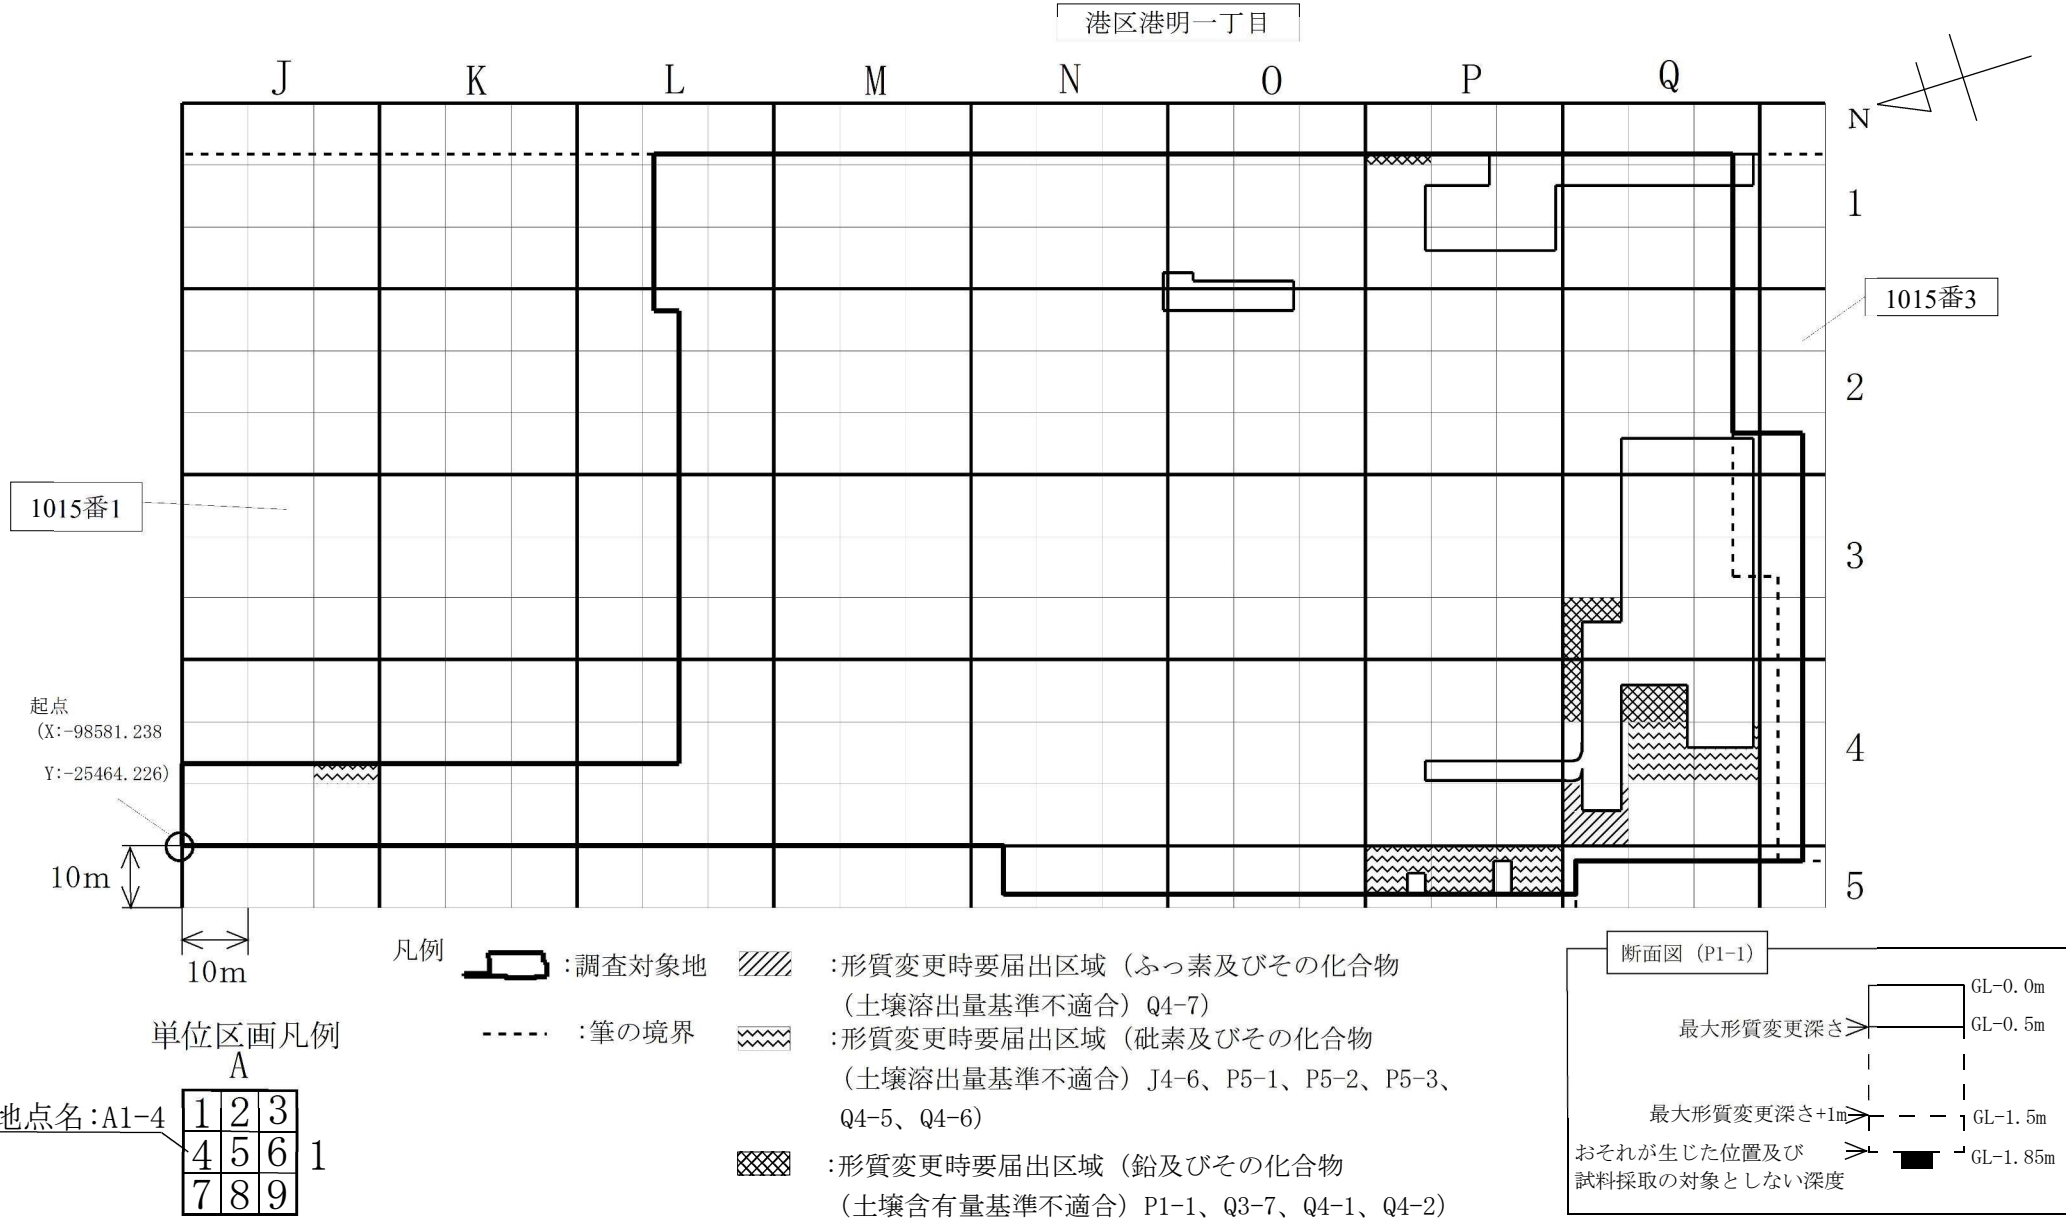 港区港明一丁目
J K L M N O P Q
N
1
1015番3
2
1015番1
3
起点
(X:-98581.238
Y:-25464.226)
4
10m
5
10m
凡例
:調査対象地
:筆の境界
:形質変更時要届出区域（ふっ素及びその化合物
（土壌溶出量基準不適合）Q4-7）
:形質変更時要届出区域（砒素及びその化合物
（土壌溶出量基準不適合）J4-6、P5-1、P5-2、P5-3、
Q4-5、Q4-6）
:形質変更時要届出区域（鉛及びその化合物
（土壌含有量基準不適合）P1-1、Q3-7、Q4-1、Q4-2）
単位区画凡例
A
地点名:A1-4
1 2 3
4 5 6 1
7 8 9
断面図（P1-1）
GL-0.0m
最大形質変更深さ GL-0.5m
最大形質変更深さ+1m GL-1.5m
おそれが生じた位置及び
試料採取の対象としない深度
GL-1.85m